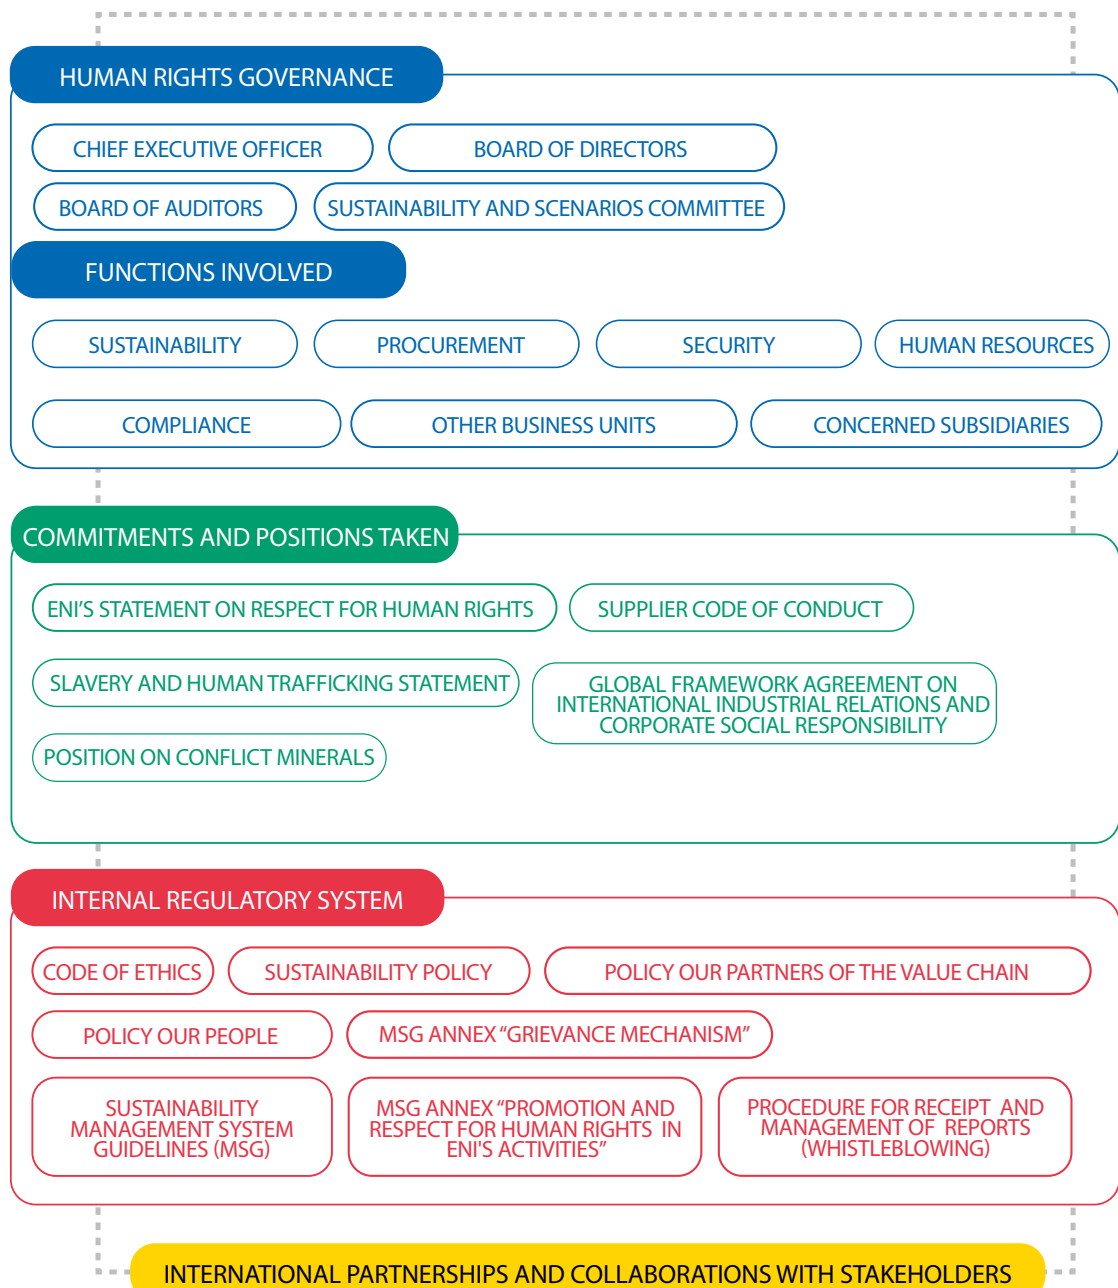 HUMAN RIGHTS GOVERNANCE
CHIEF EXECUTIVE OFFICER
BOARD OF DIRECTORS
BOARD OF AUDITORS
SUSTAINABILITY AND SCENARIOS COMMITTEE
FUNCTIONS INVOLVED
SUSTAINABILITY
PROCUREMENT
SECURITY
HUMAN RESOURCES
COMPLIANCE
OTHER BUSINESS UNITS
CONCERNED SUBSIDIARIES
COMMITMENTS AND POSITIONS TAKEN
ENI’S STATEMENT ON RESPECT FOR HUMAN RIGHTS
SUPPLIER CODE OF CONDUCT
SLAVERY AND HUMAN TRAFFICKING STATEMENT
GLOBAL FRAMEWORK AGREEMENT ON
INTERNATIONAL INDUSTRIAL RELATIONS AND
CORPORATE SOCIAL RESPONSIBILITY
POSITION ON CONFLICT MINERALS
INTERNAL REGULATORY SYSTEM
CODE OF ETHICS
SUSTAINABILITY POLICY
POLICY OUR PARTNERS OF THE VALUE CHAIN
POLICY OUR PEOPLE
MSG ANNEX “GRIEVANCE MECHANISM”
SUSTAINABILITY
MANAGEMENT SYSTEM
GUIDELINES (MSG)
MSG ANNEX “PROMOTION AND
RESPECT FOR HUMAN RIGHTS IN
ENI'S ACTIVITIES”
PROCEDURE FOR RECEIPT AND
MANAGEMENT OF REPORTS
(WHISTLEBLOWING)
INTERNATIONAL PARTNERSHIPS AND COLLABORATIONS WITH STAKEHOLDERS